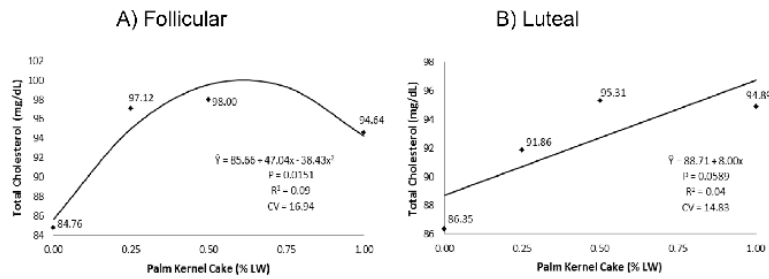 A) Follicular
Total Cholesterol (mg/dL)
102
100
98
96
94
92
90
88
86
84
97.12
98.00
94.64
84.76
Ȳ = 85.66 + 47.04x - 38.43x²
P = 0.0151
R² = 0.09
CV = 16.94
0.00 0.25 0.50 0.75 1.00
Palm Kernel Cake (% LW)
B) Luteal
Total Cholesterol (mg/dL)
98
96
94
92
90
88
86
95.31
94.89
91.86
86.35
Ȳ = 88.71 + 8.00x
P = 0.0589
R² = 0.04
CV = 14.83
0.00 0.25 0.50 0.75 1.00
Palm Kernel Cake (% LW)